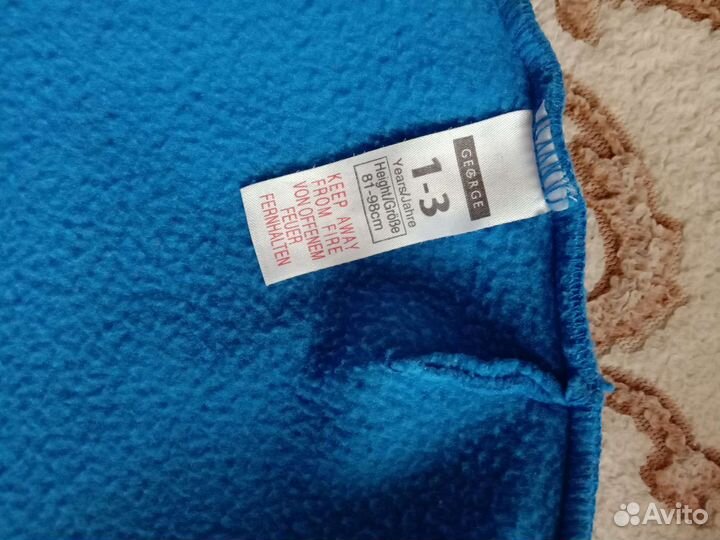 GEORGE
1-3
Years/Jahre
Height/Größe
81-98cm
KEEP AWAY
FROM FIRE
VON OFFENEM
FEUER
FERNHALTEN
Avito